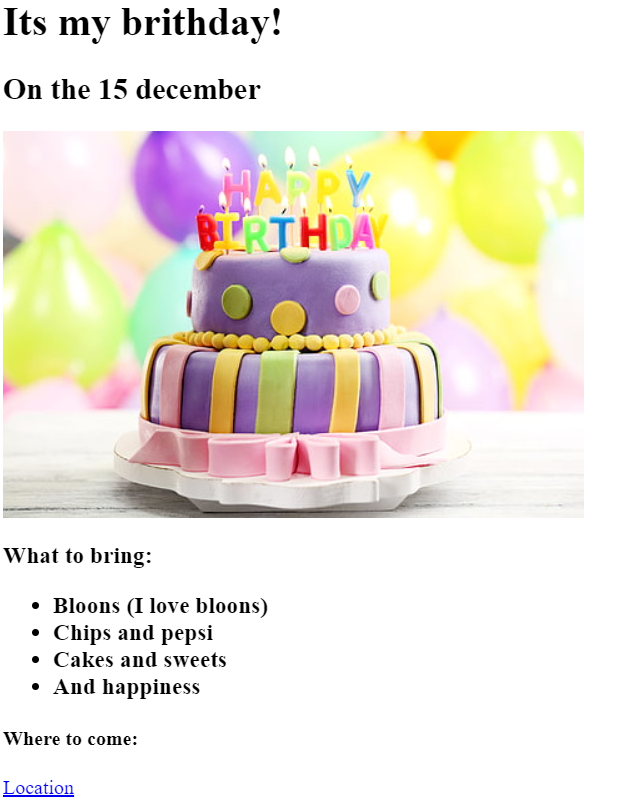 Its my brithday!
On the 15 december
HAPPY
BIRTHDAY
What to bring:
• Bloons (I love bloons)
• Chips and pepsi
• Cakes and sweets
• And happiness
Where to come:
Location